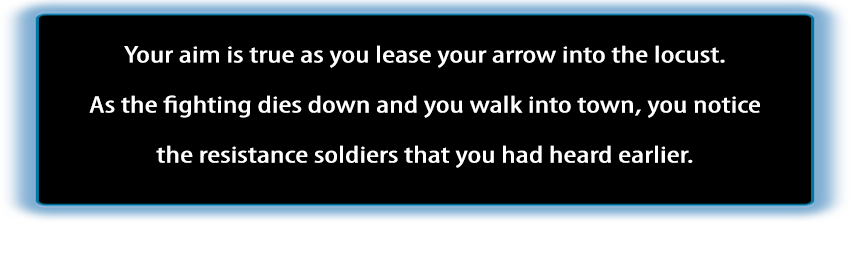 Your aim is true as you lease your arrow into the locust.
As the fighting dies down and you walk into town, you notice
the resistance soldiers that you had heard earlier.